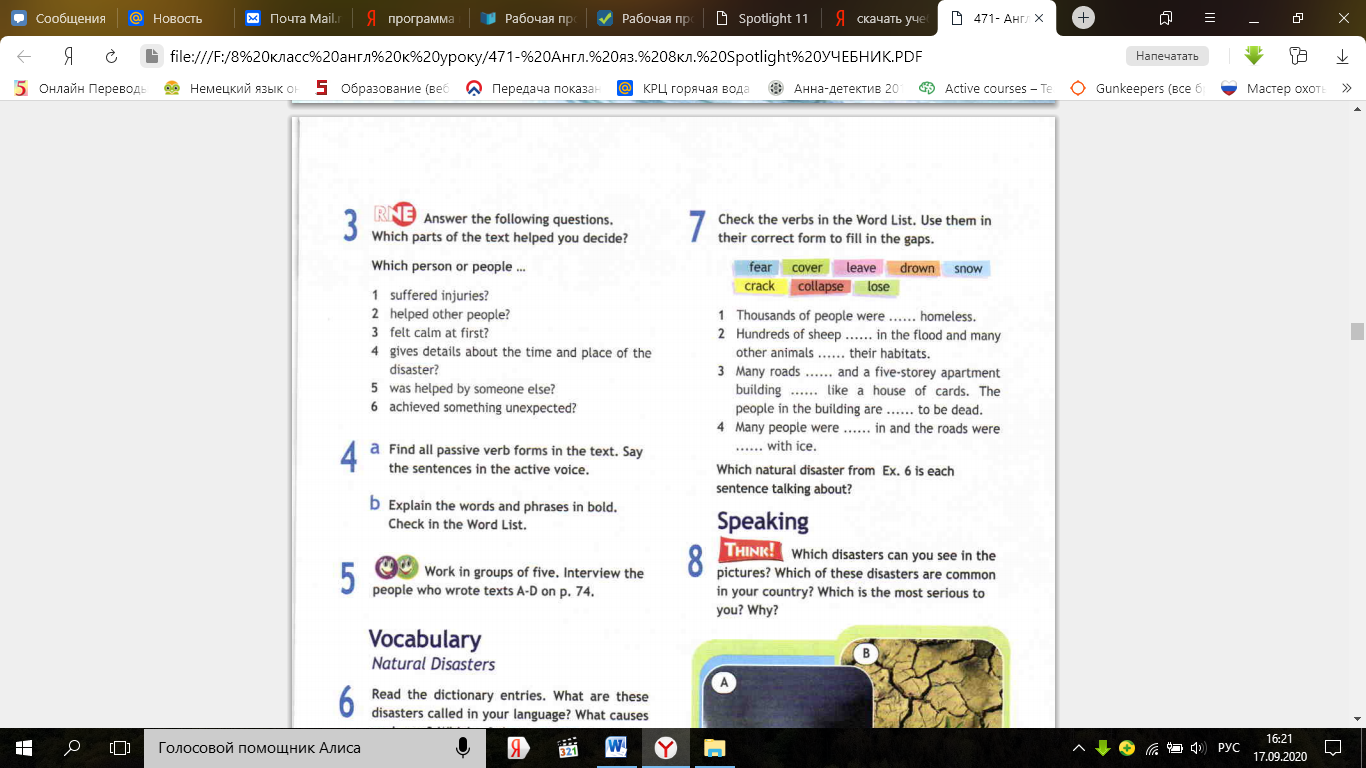 Сообщения
Новость
Почта Mail.r
программа
Рабочая про
Рабочая про
Spotlight 11
скачать уче
471- Англ
file:///F:/8%20класс%20англ%20к%20уроку/471-%20Англ.%20яз.%208кл.%20Spotlight%20УЧЕБНИК.PDF
Напечатать
Онлайн Переводь
Немецкий язык он
Образование (веб
Передача показан
КРЦ горячая вода
Анна-детектив 20
Active courses – Te
Gunkeepers (все б
Мастер охот
3 RNE Answer the following questions.
Which parts of the text helped you decide?
Which person or people ...
1 suffered injuries?
2 helped other people?
3 felt calm at first?
4 gives details about the time and place of the
disaster?
5 was helped by someone else?
6 achieved something unexpected?
4 a Find all passive verb forms in the text. Say
the sentences in the active voice.
b Explain the words and phrases in bold.
Check in the Word List.
5 Work in groups of five. Interview the
people who wrote texts A-D on p. 74.
Vocabulary
Natural Disasters
6 Read the dictionary entries. What are these
disasters called in your language? What causes
7 Check the verbs in the Word List. Use them in
their correct form to fill in the gaps.
fear cover leave drown snow
crack collapse lose
1 Thousands of people were ...... homeless.
2 Hundreds of sheep ...... in the flood and many
other animals ...... their habitats.
3 Many roads ...... and a five-storey apartment
building ...... like a house of cards. The
people in the building are ...... to be dead.
4 Many people were ...... in and the roads were
...... with ice.
Which natural disaster from Ex. 6 is each
sentence talking about?
Speaking
8 THINK! Which disasters can you see in the
pictures? Which of these disasters are common
in your country? Which is the most serious to
you? Why?
B
A
Голосовой помощник Алиса
321
РУС
16:21
17.09.2020